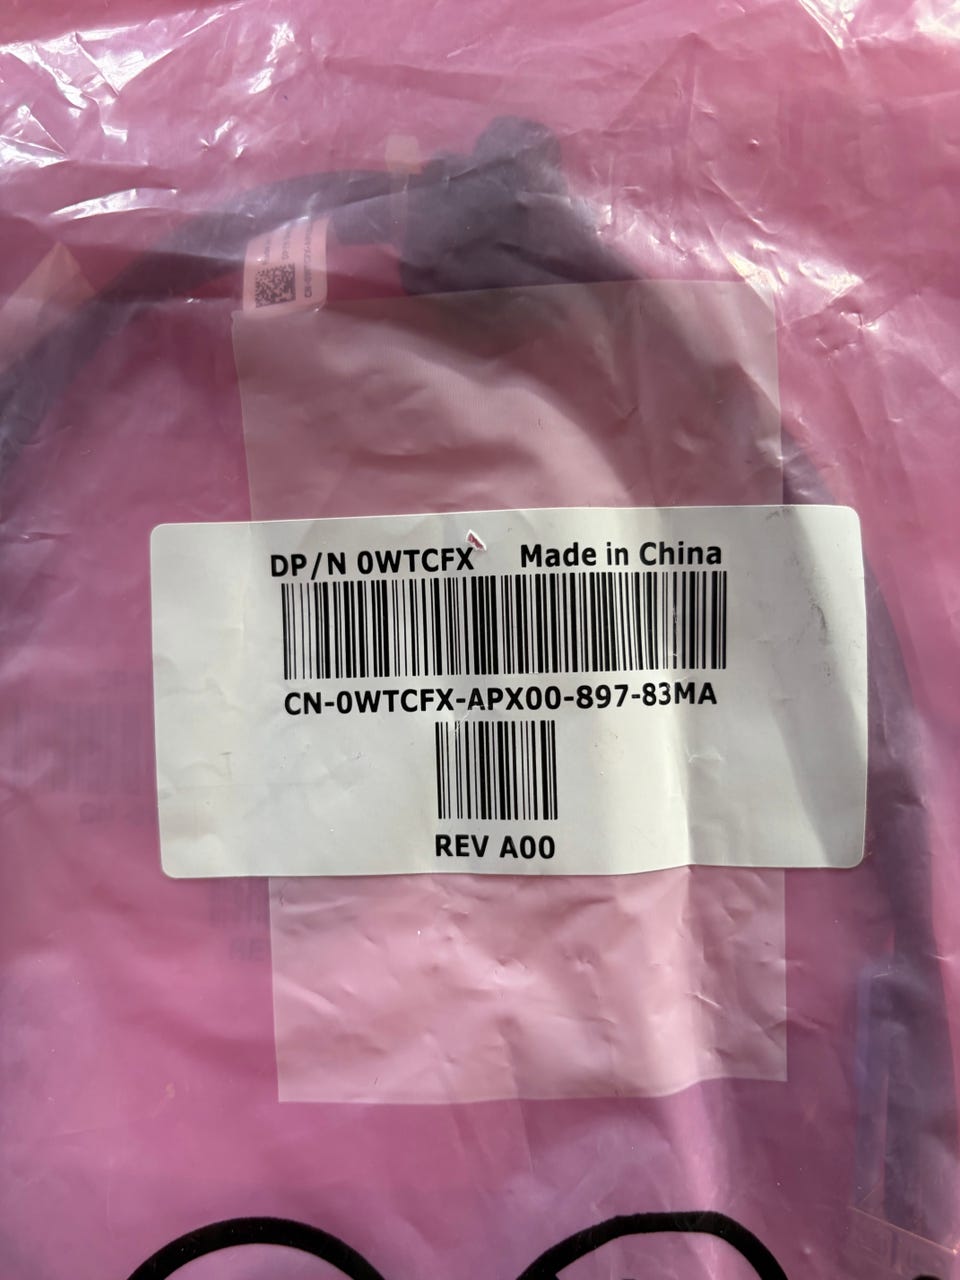 DP/N 0WTCFX Made in China
CN-0WTCFX-APX00-897-83MA
REV A00